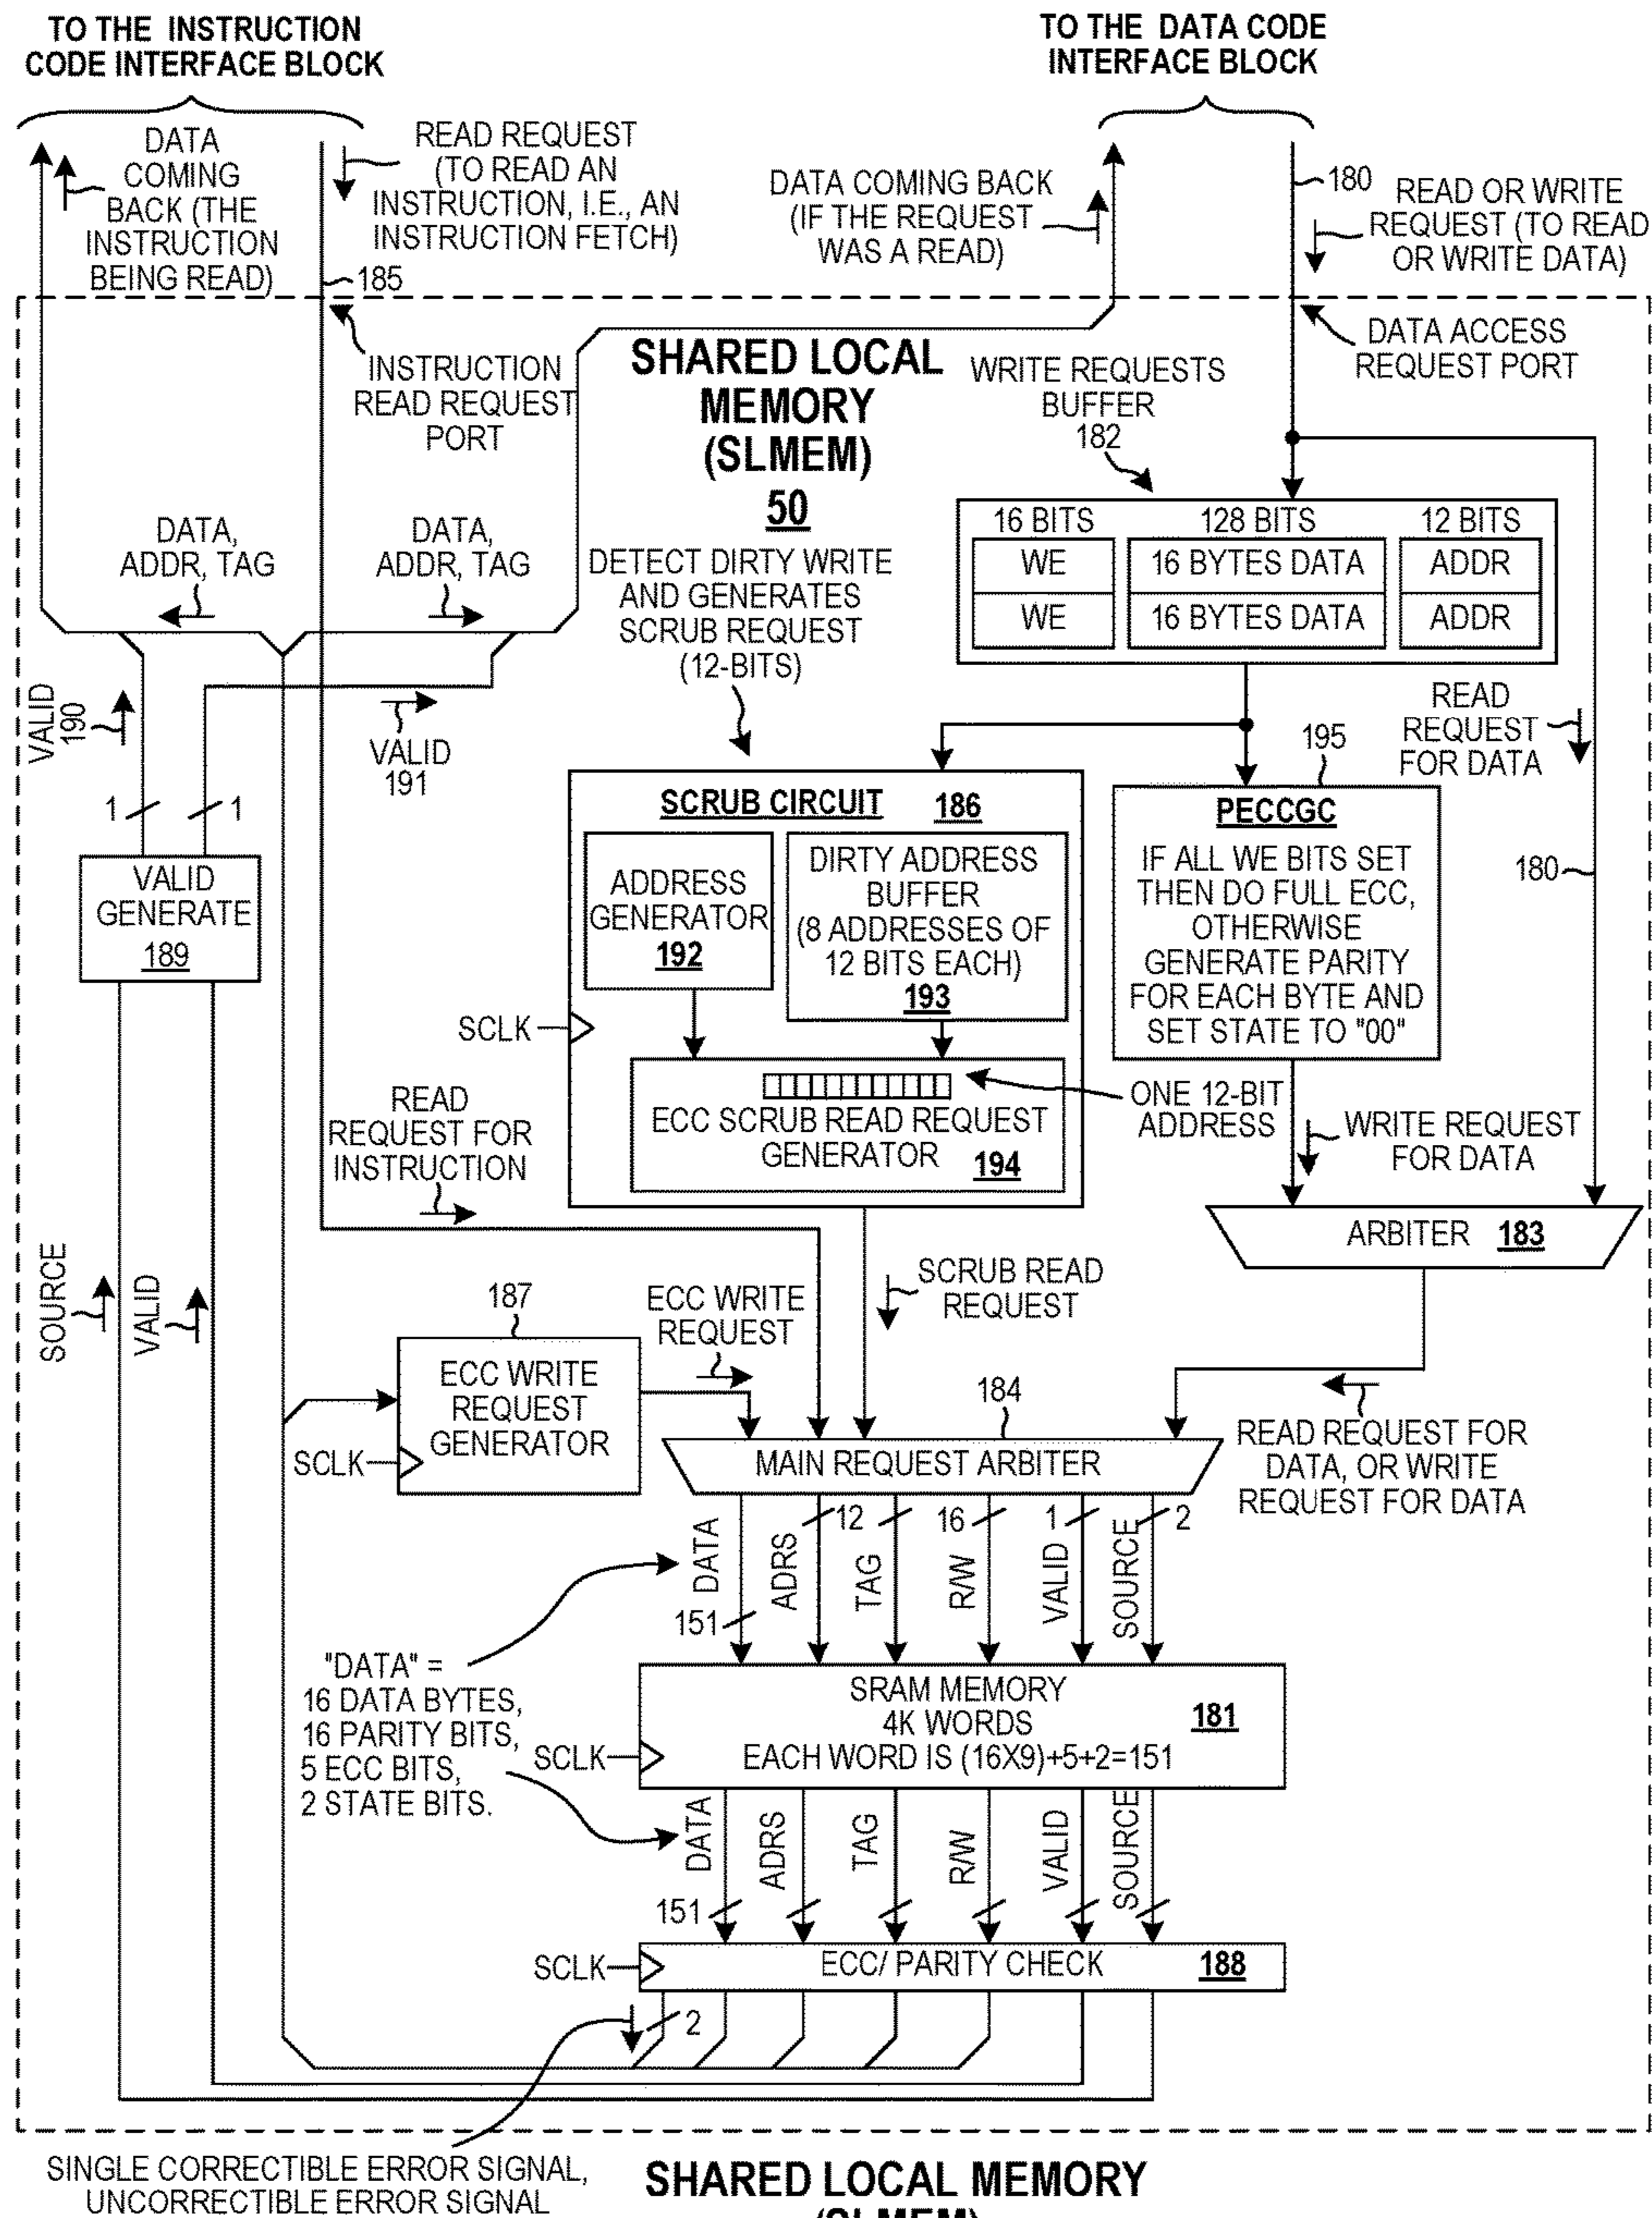 TO THE INSTRUCTION
CODE INTERFACE BLOCK
TO THE DATA CODE
INTERFACE BLOCK
DATA
COMING
BACK (THE
INSTRUCTION
BEING READ)
READ REQUEST
(TO READ AN
INSTRUCTION, I.E., AN
INSTRUCTION FETCH)
185
DATA COMING BACK
(IF THE REQUEST
WAS A READ)
180
READ OR WRITE
REQUEST (TO READ
OR WRITE DATA)
INSTRUCTION
READ REQUEST
PORT
SHARED LOCAL
MEMORY
(SLMEM)
50
DATA ACCESS
REQUEST PORT
WRITE REQUESTS
BUFFER
182
16 BITS
128 BITS
12 BITS
WE
16 BYTES DATA
ADDR
WE
16 BYTES DATA
ADDR
DATA,
ADDR, TAG
DATA,
ADDR, TAG
DETECT DIRTY WRITE
AND GENERATES
SCRUB REQUEST
(12-BITS)
VALID
190
VALID
191
1
1
VALID
GENERATE
189
READ
REQUEST
FOR DATA
180
SCRUB CIRCUIT 186
ADDRESS
GENERATOR
192
DIRTY ADDRESS
BUFFER
(8 ADDRESSES OF
12 BITS EACH)
193
SCLK
ECC SCRUB READ REQUEST
GENERATOR 194
ONE 12-BIT
ADDRESS
195
PECCGC
IF ALL WE BITS SET
THEN DO FULL ECC,
OTHERWISE
GENERATE PARITY
FOR EACH BYTE AND
SET STATE TO "00"
WRITE REQUEST
FOR DATA
ARBITER 183
READ
REQUEST FOR
INSTRUCTION
SOURCE
VALID
SCRUB READ
REQUEST
187
ECC WRITE
REQUEST
ECC WRITE
REQUEST
GENERATOR
SCLK
184
MAIN REQUEST ARBITER
READ REQUEST FOR
DATA, OR WRITE
REQUEST FOR DATA
DATA
151
ADRS
12
TAG
R/W
16
VALID
1
SOURCE
2
"DATA" =
16 DATA BYTES,
16 PARITY BITS,
5 ECC BITS,
2 STATE BITS.
SCLK
SRAM MEMORY
4K WORDS
EACH WORD IS (16X9)+5+2=151
181
DATA
151
ADRS
TAG
R/W
VALID
SOURCE
SCLK
ECC/ PARITY CHECK 188
2
SINGLE CORRECTIBLE ERROR SIGNAL,
UNCORRECTIBLE ERROR SIGNAL
SHARED LOCAL MEMORY
(SLMEM)